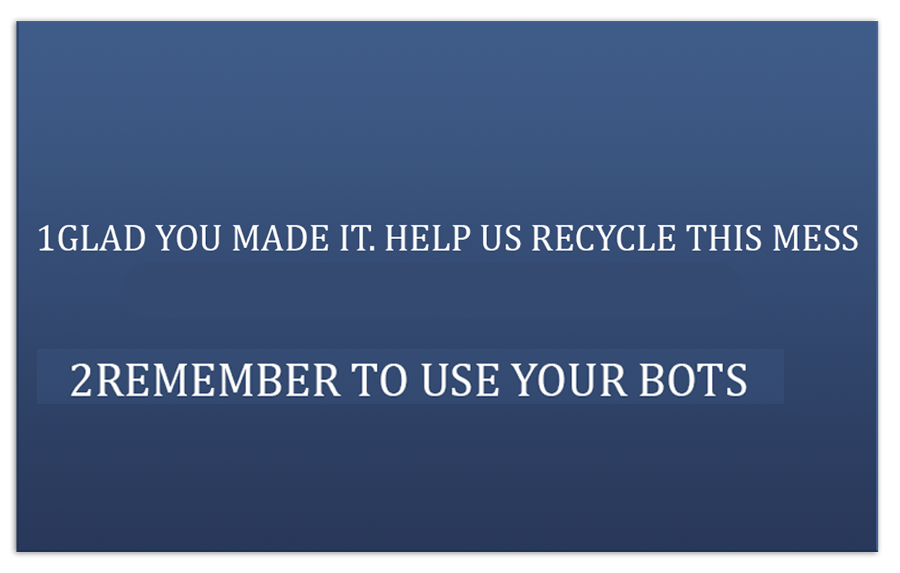 1GLAD YOU MADE IT. HELP US RECYCLE THIS MESS
2REMEMBER TO USE YOUR BOTS